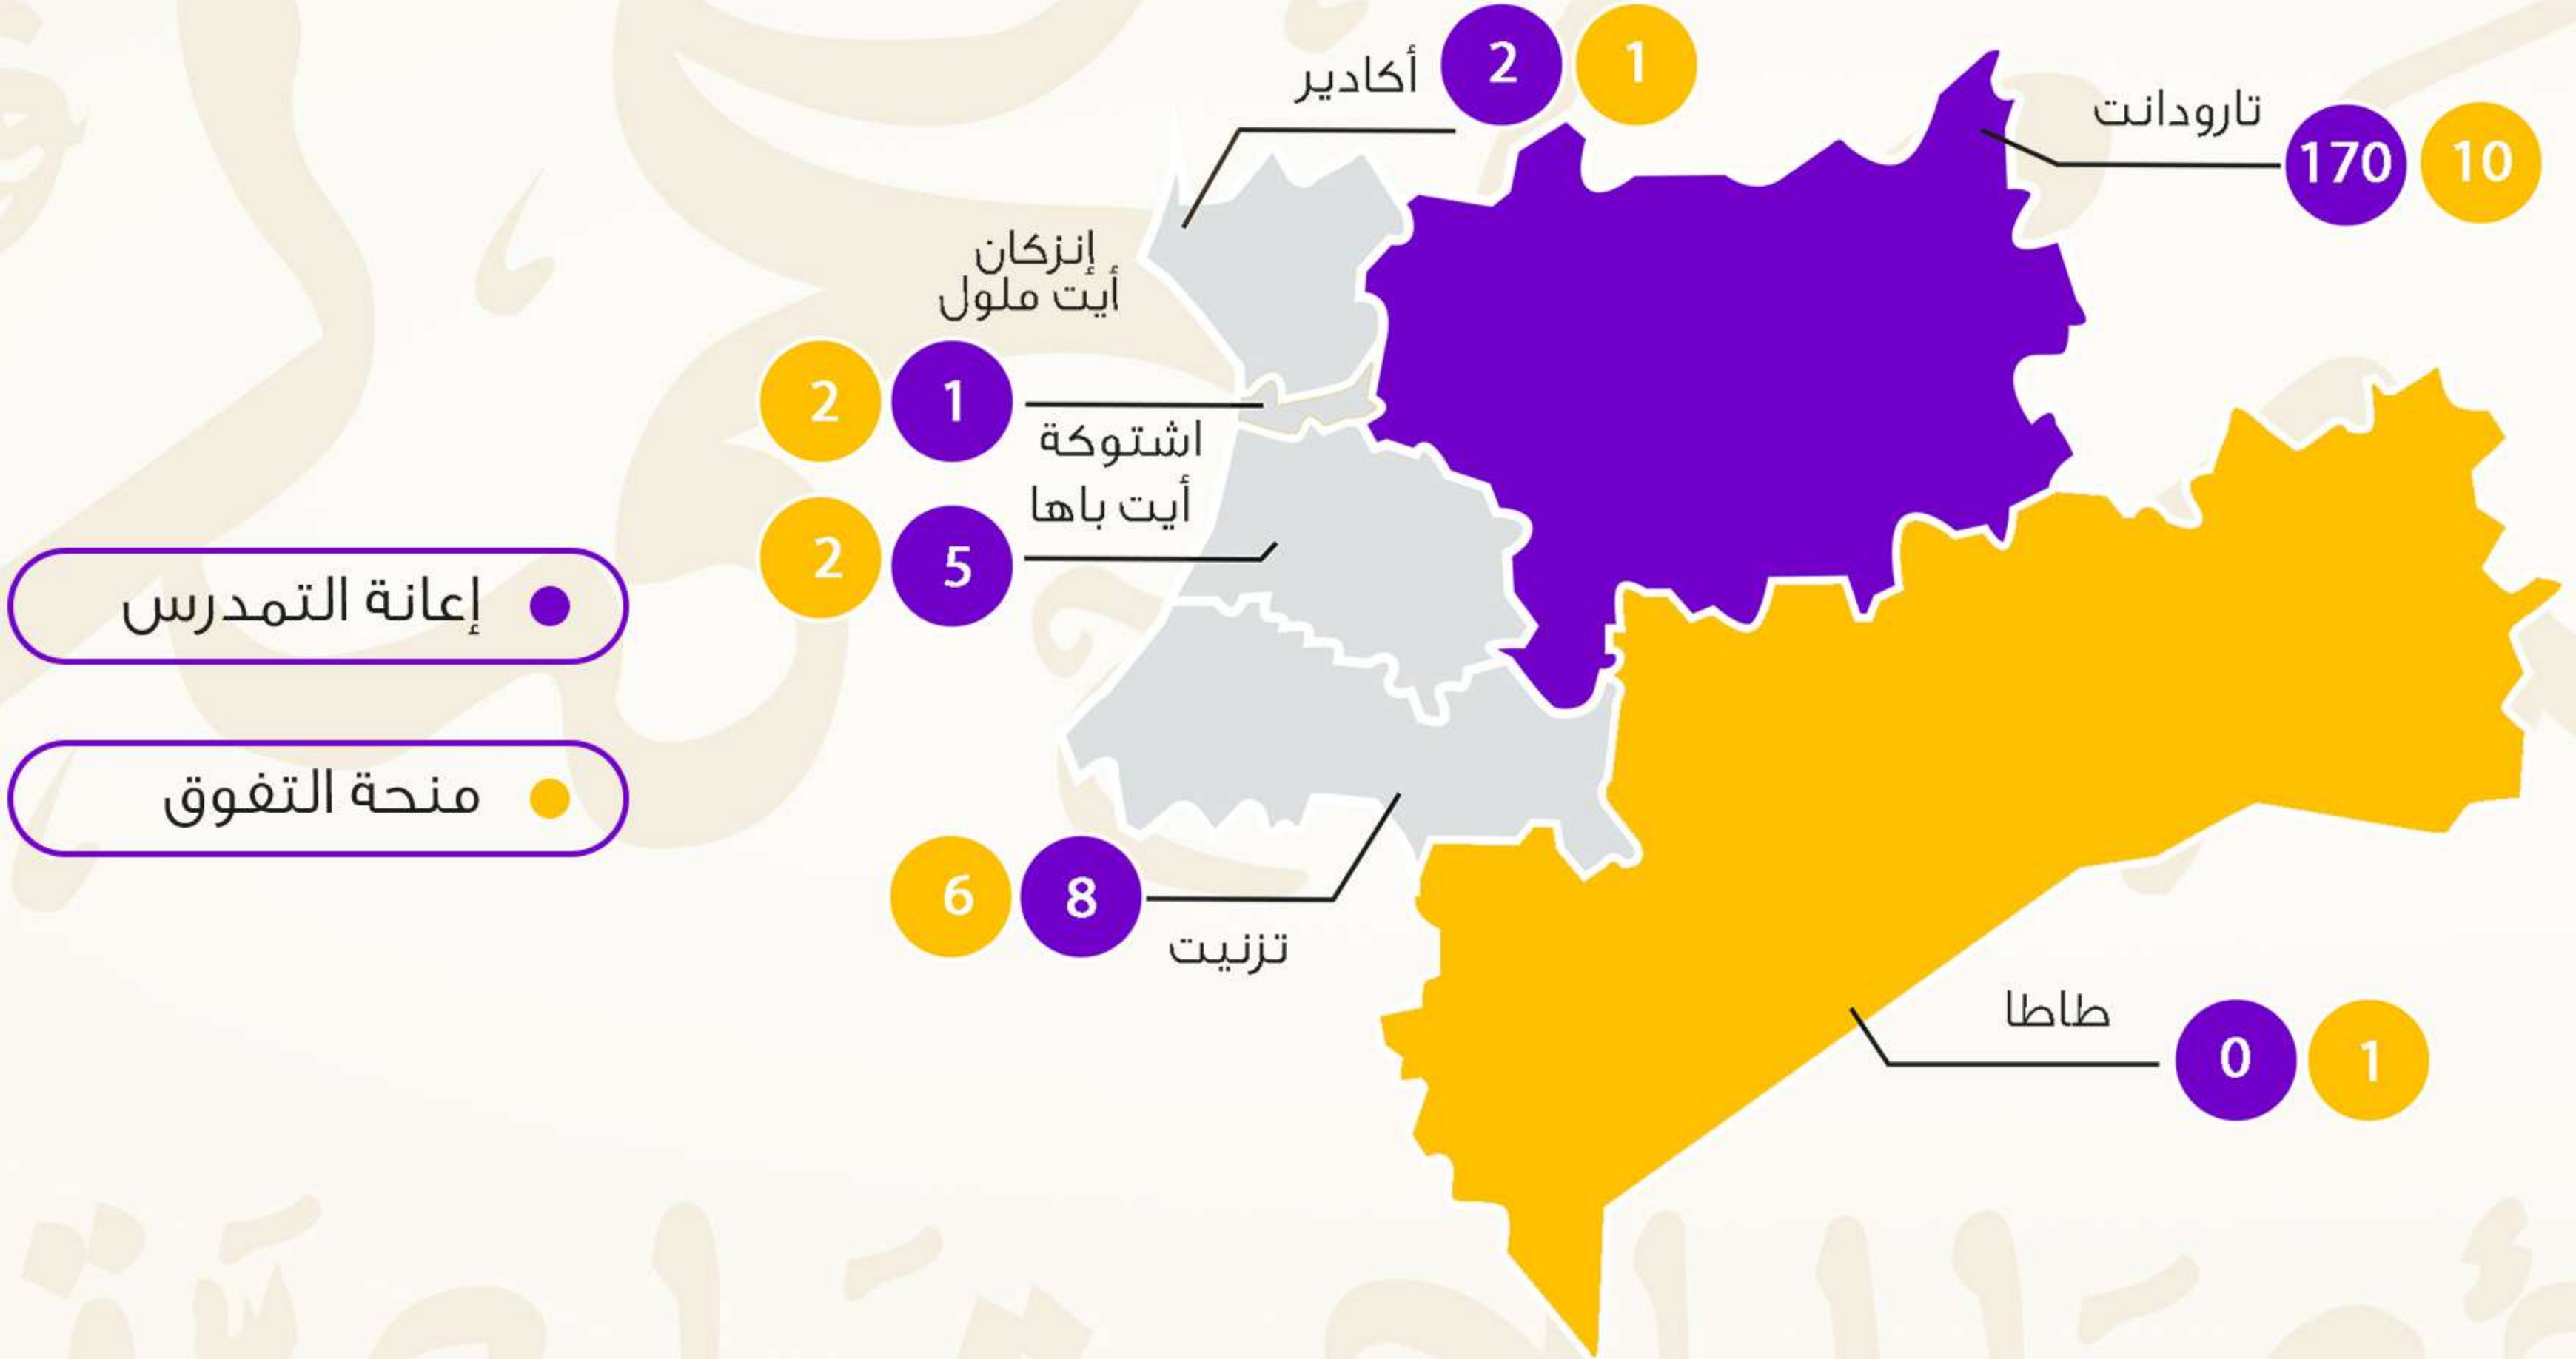 أكادير
2
1
تارودانت
170
10
إنزكان
أيت ملول
2
1
اشتوكة
أيت باها
2
5
إعانة التمدرس
منحة التفوق
6
8
تزنيت
طاطا
0
1